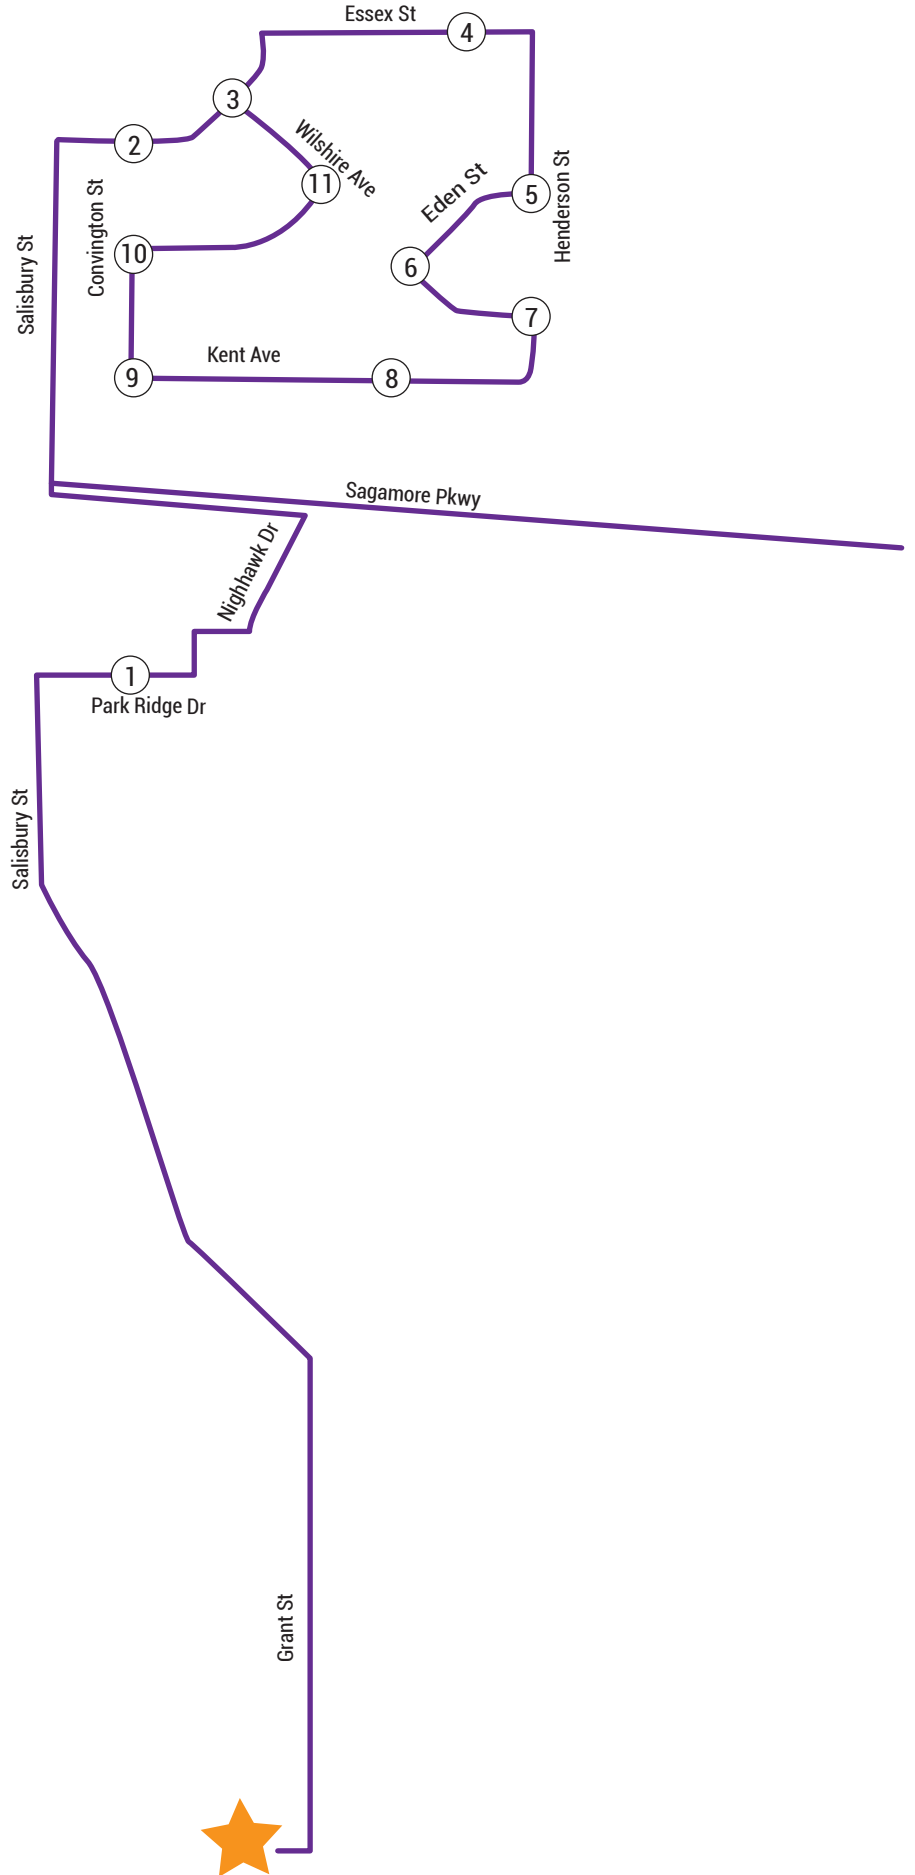 Essex St
4
3
Wilshire Ave
2
11
Eden St
5
Henderson St
Convington St
Salisbury St
10
6
7
Kent Ave
9
8
Sagamore Pkwy
Nighhawk Dr
1
Park Ridge Dr
Salisbury St
Grant St